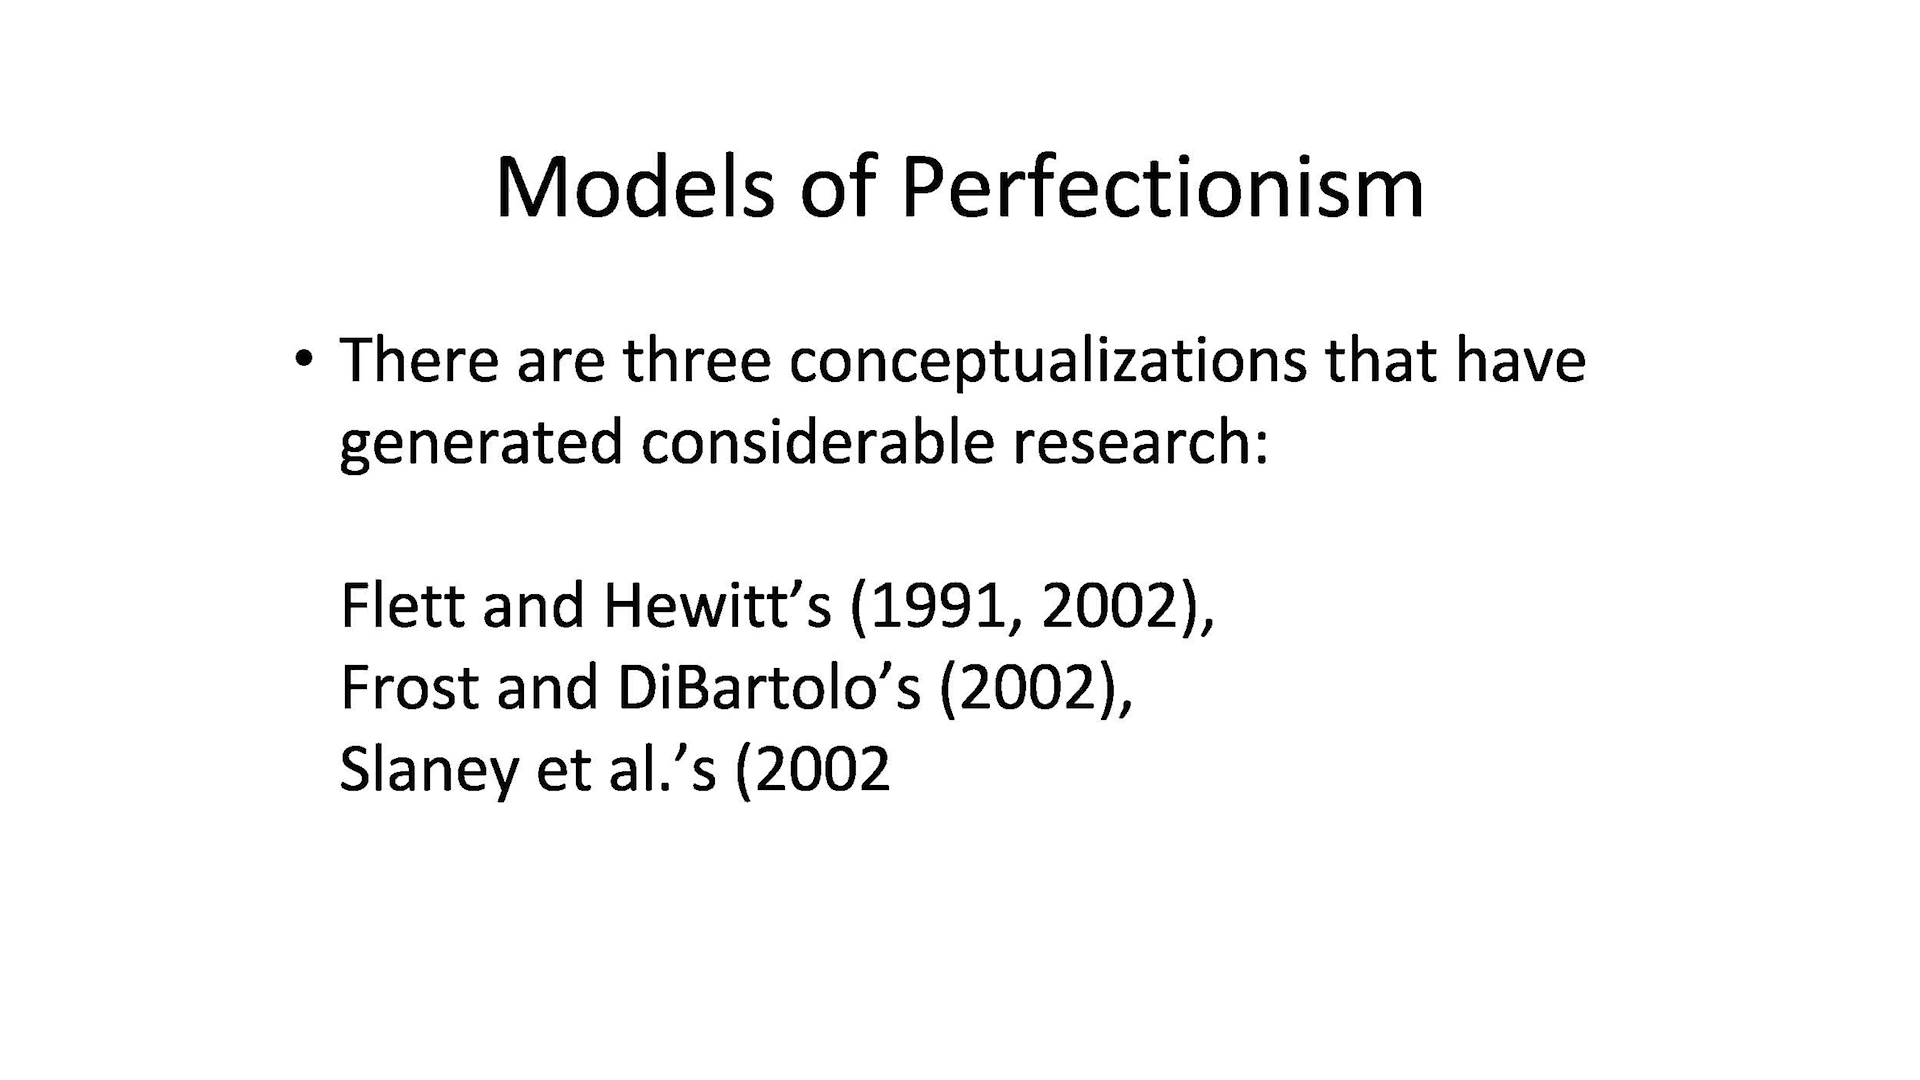 Models of Perfectionism
• There are three conceptualizations that have
generated considerable research:
Flett and Hewitt’s (1991, 2002),
Frost and DiBartolo’s (2002),
Slaney et al.’s (2002